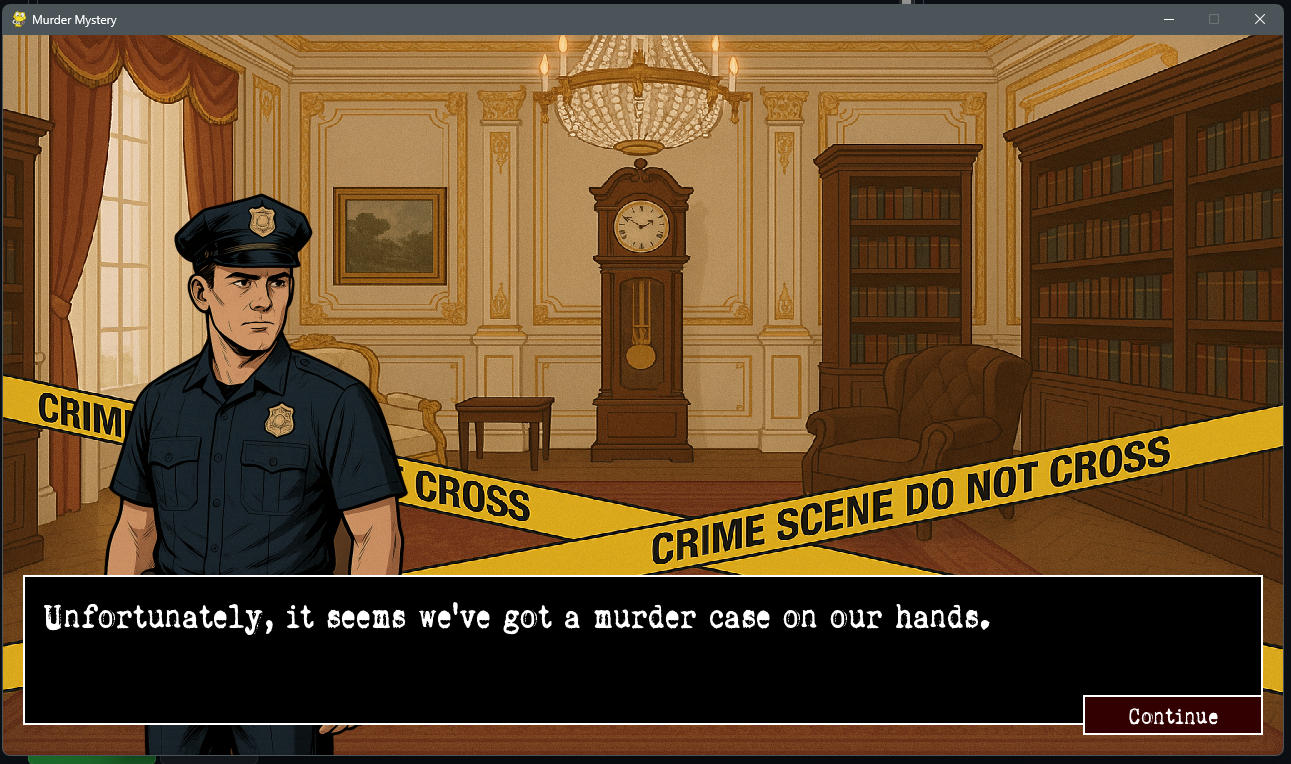 Murder Mystery
CRIM
CROSS
CRIME SCENE DO NOT CROSS
Unfortunately, it seems we've got a murder case on our hands.
Continue